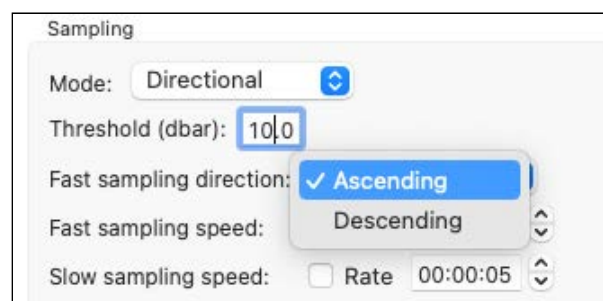 Sampling
Mode: Directional
Threshold (dbar): 10.0
Fast sampling direction: ✓ Ascending
Descending
Fast sampling speed:
Slow sampling speed: Rate 00:00:05